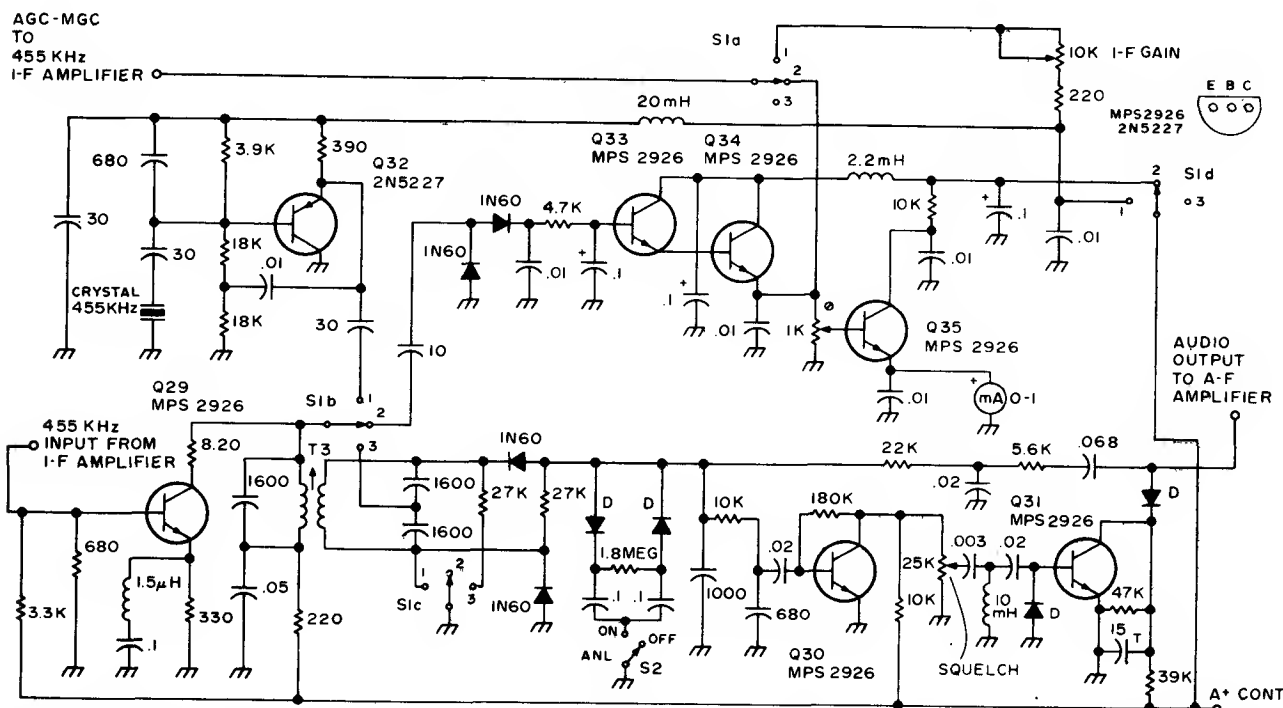 AGC-MGC
TO
455 KHz
I-F AMPLIFIER
S1a
1
2
3
10K I-F GAIN
220
E B C
MPS2926
2N5227
20mH
680
3.9K
390
Q32
2N5227
Q33
MPS 2926
Q34
MPS 2926
2.2mH
2
S1d
3
1
30
30
18K
.01
CRYSTAL
455KHz
18K
30
1N60
4.7K
1N60
.01
+
.1
+
.1
.01
Ø
1K
10K
.01
+
.1
.01
Q35
MPS 2926
.01
+
mA
0-1
AUDIO
OUTPUT
TO A-F
AMPLIFIER
10
Q29
MPS 2926
S1b
1
2
3
455 KHz
INPUT FROM
I-F AMPLIFIER
8.20
T3
1600
1600
1600
27K
1N60
27K
D
D
1.8MEG
.1
.1
ON
OFF
ANL
S2
22K
5.6K
.068
.02
10K
180K
.02
1000
680
Q30
MPS 2926
25K
10K
SQUELCH
.003
.02
10
mH
D
Q31
MPS 2926
D
47K
15
T
39K
680
1.5µH
3.3K
.1
330
.05
220
1
2
3
S1c
1N60
A+ CONT